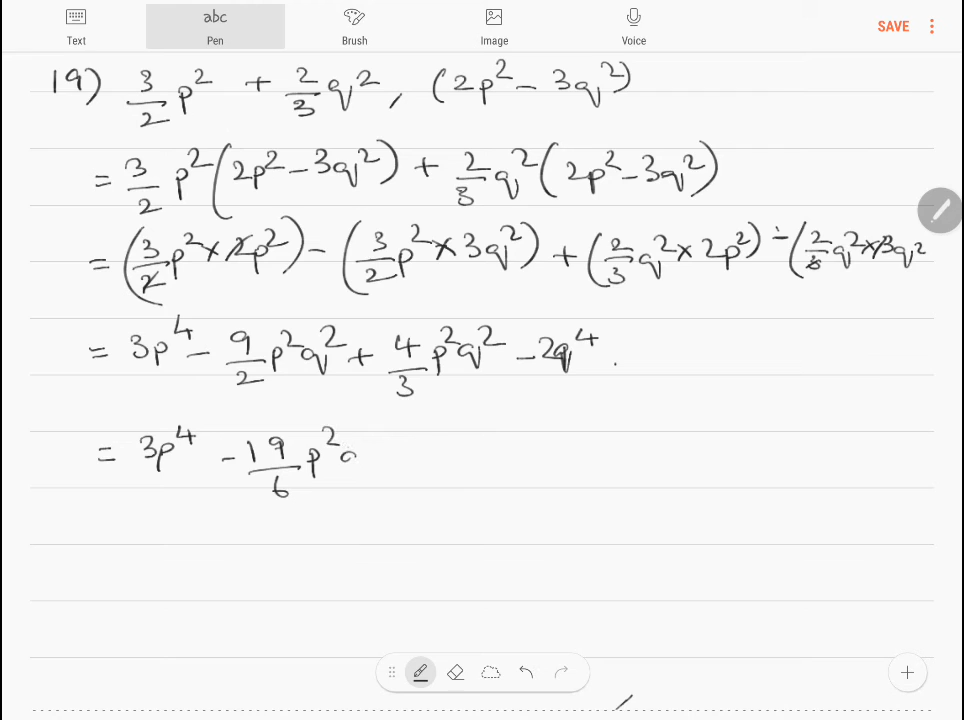 Text Pen Brush Image Voice SAVE
19) 3/2 p² + 2/3 q², (2p² - 3q²)
= 3/2 p² (2p² - 3q²) + 2/3 q² (2p² - 3q²)
= (3/2 p² × 2p²) - (3/2 p² × 3q²) + (2/3 q² × 2p²) - (2/3 q² × 3q²
= 3p⁴ - 9/2 p²q² + 4/3 p²q² - 2q⁴.
= 3p⁴ - 19/6 p²